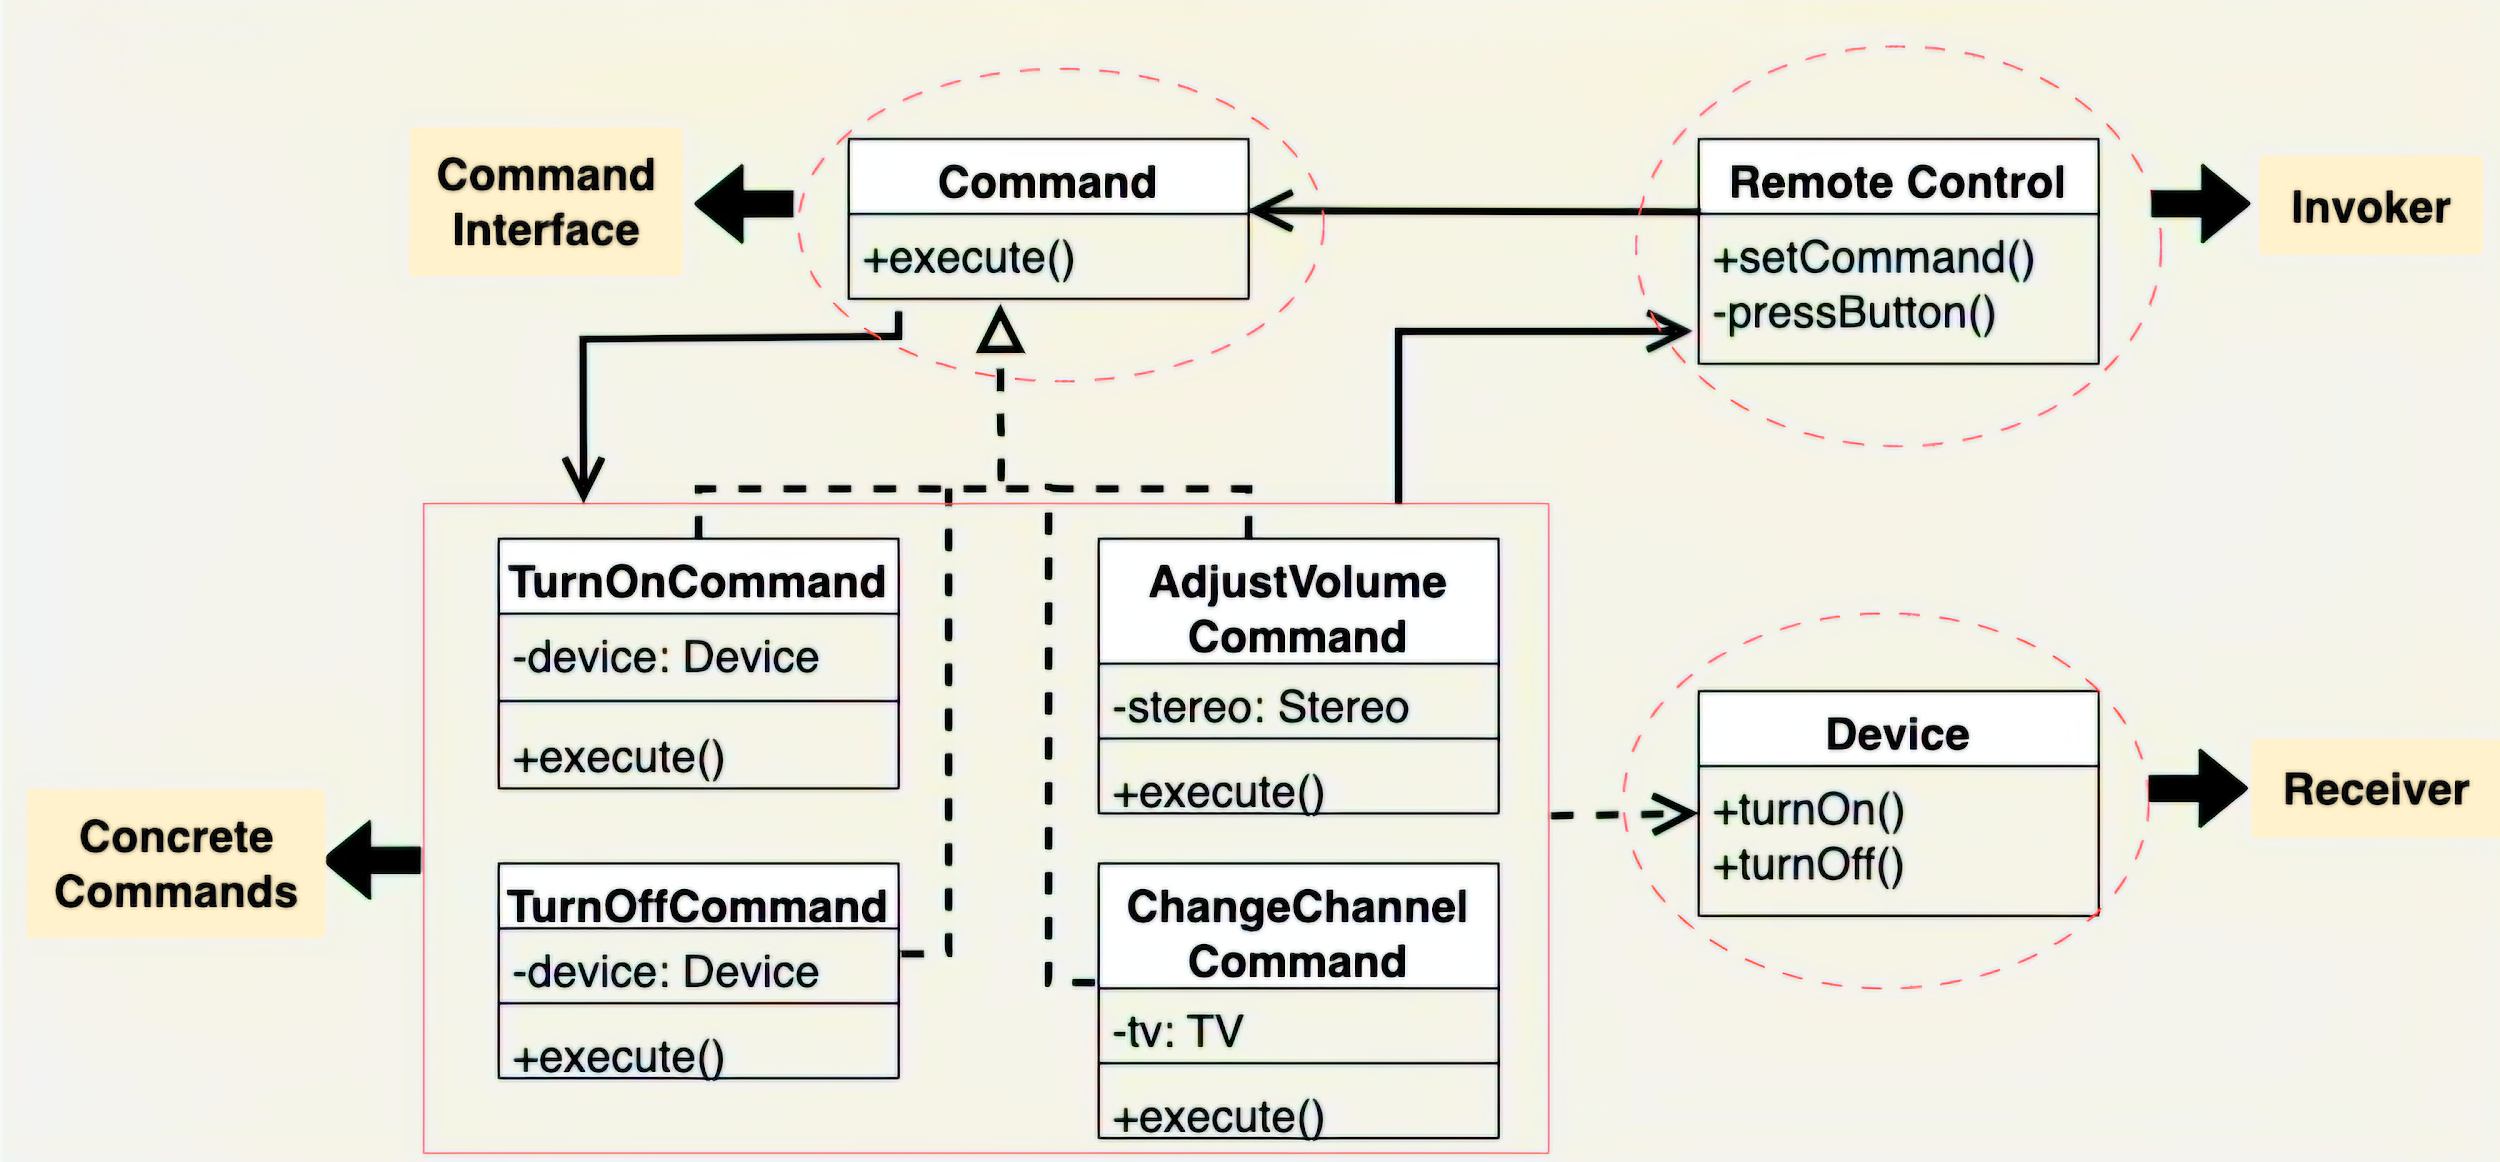 Command
Interface
Command
+execute()
Remote Control
+setCommand()
-pressButton()
Invoker
TurnOnCommand
-device: Device
+execute()
AdjustVolume
Command
-stereo: Stereo
+execute()
Device
+turnOn()
+turnOff()
Receiver
Concrete
Commands
TurnOffCommand
-device: Device
+execute()
ChangeChannel
Command
-tv: TV
+execute()